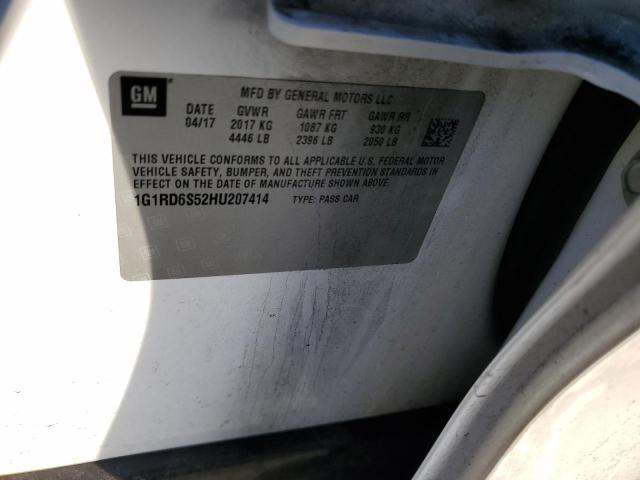 GM
MFD BY GENERAL MOTORS LLC
DATE GVWR GAWR FRT GAWR RR
04/17 2017 KG 1087 KG 930 KG
4446 LB 2396 LB 2050 LB
THIS VEHICLE CONFORMS TO ALL APPLICABLE U.S. FEDERAL MOTOR
VEHICLE SAFETY, BUMPER, AND THEFT PREVENTION STANDARDS IN
EFFECT ON THE DATE OF MANUFACTURE SHOWN ABOVE.
1G1RD6S52HU207414 TYPE: PASS CAR